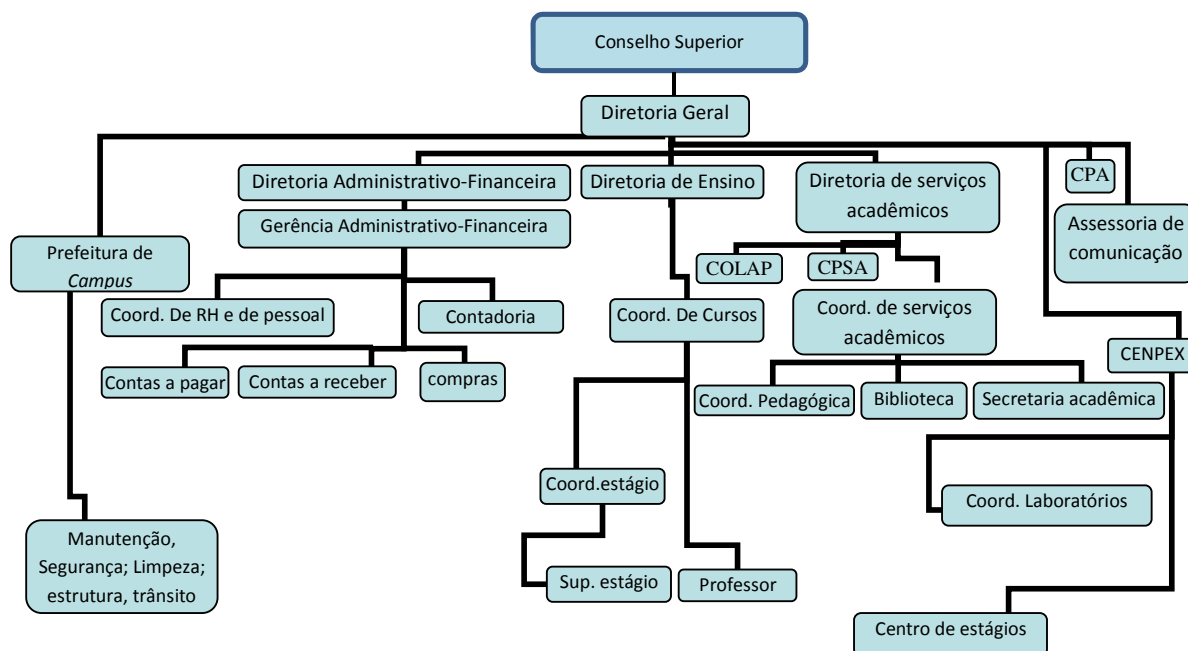 Conselho Superior
Diretoria Geral
Diretoria Administrativo-Financeira
Diretoria de Ensino
Diretoria de serviços
acadêmicos
CPA
Gerência Administrativo-Financeira
Assessoria de
comunicação
Prefeitura de
Campus
COLAP
CPSA
Coord. De RH e de pessoal
Contadoria
Coord. De Cursos
Coord. de serviços
acadêmicos
CENPEX
Contas a pagar
Contas a receber
compras
Coord. Pedagógica
Biblioteca
Secretaria acadêmica
Coord.estágio
Coord. Laboratórios
Manutenção,
Segurança; Limpeza;
estrutura, trânsito
Sup. estágio
Professor
Centro de estágios